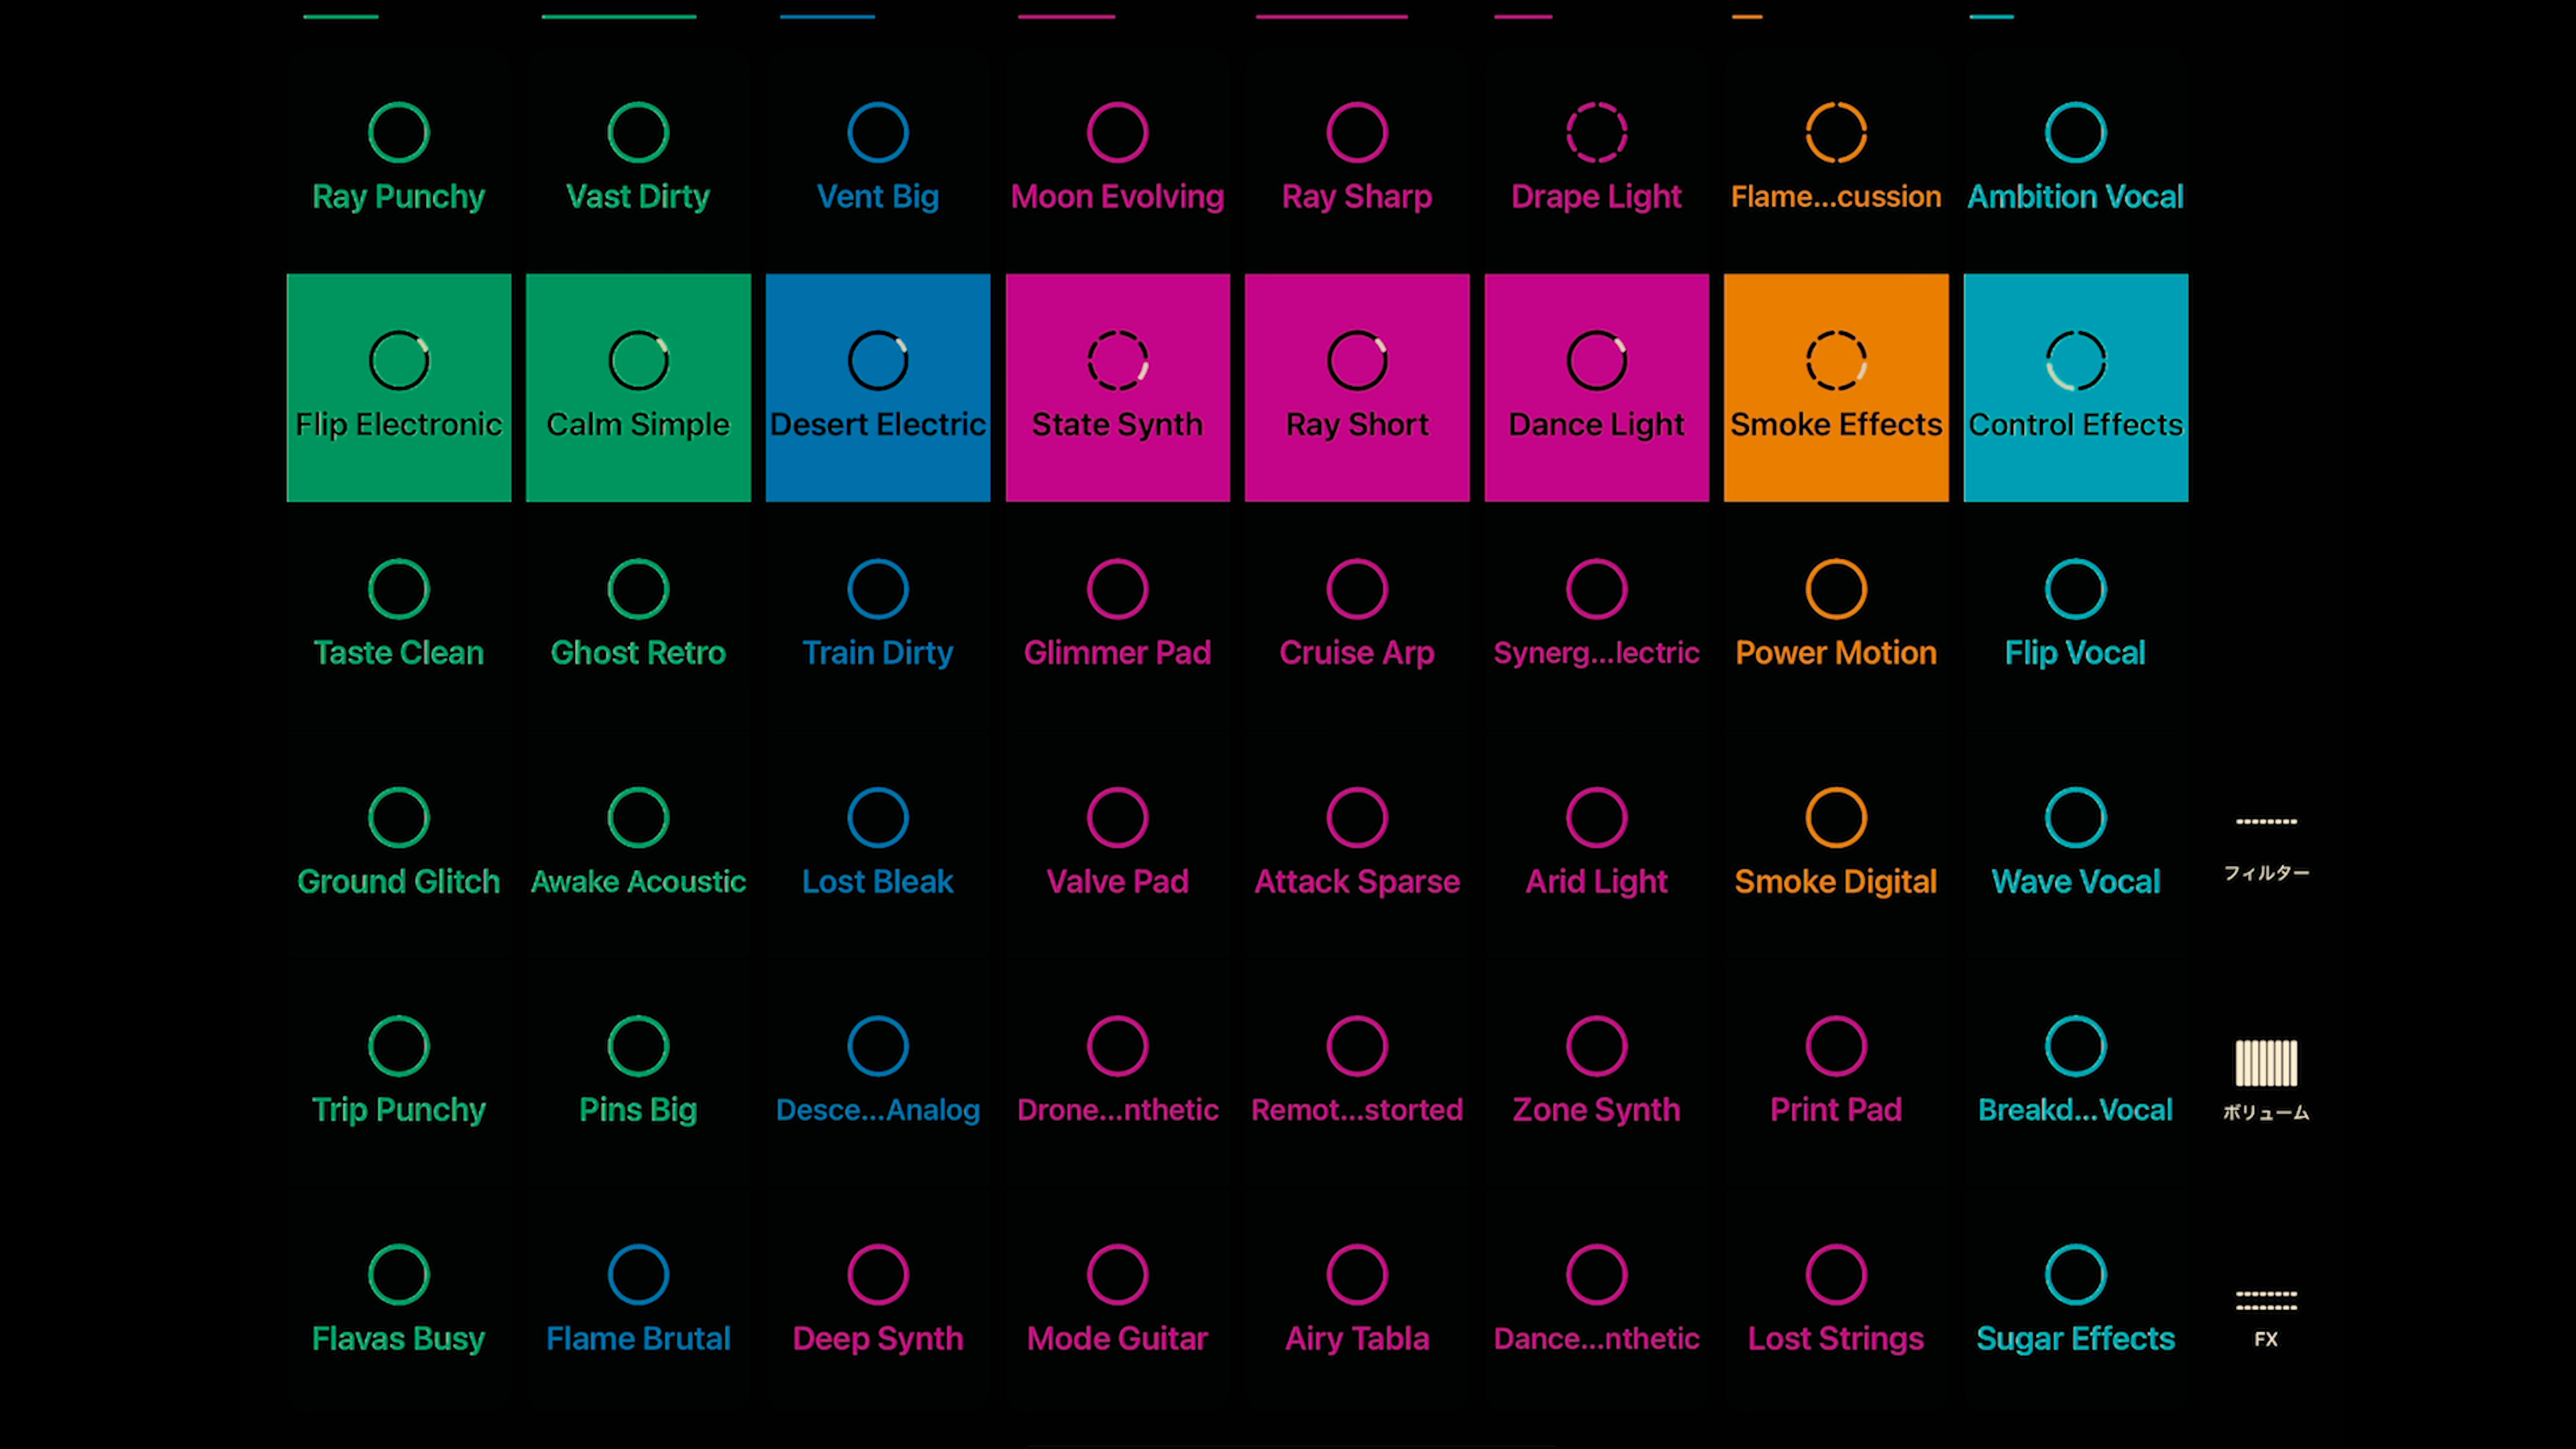 Ray Punchy
Vast Dirty
Vent Big
Moon Evolving
Ray Sharp
Drape Light
Flame...cussion
Ambition Vocal
Flip Electronic
Calm Simple
Desert Electric
State Synth
Ray Short
Dance Light
Smoke Effects
Control Effects
Taste Clean
Ghost Retro
Train Dirty
Glimmer Pad
Cruise Arp
Synerg...lectric
Power Motion
Flip Vocal
Ground Glitch
Awake Acoustic
Lost Bleak
Valve Pad
Attack Sparse
Arid Light
Smoke Digital
Wave Vocal
フィルター
Trip Punchy
Pins Big
Desce...Analog
Drone...nthetic
Remot...storted
Zone Synth
Print Pad
Breakd...Vocal
ボリューム
Flavas Busy
Flame Brutal
Deep Synth
Mode Guitar
Airy Tabla
Dance...nthetic
Lost Strings
Sugar Effects
FX